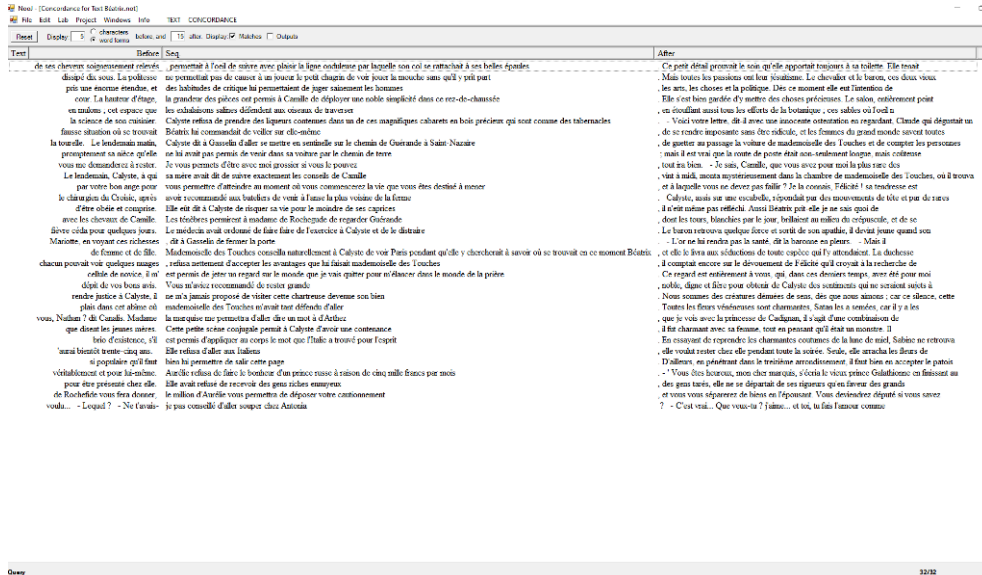 NooJ - [Concordance for Text Béatrix.not]
File Edit Lab Project Windows Info TEXT CONCORDANCE
Reset Display: 5 characters word forms before, and 15 after. Display: Matches Outputs
Text Before Seq After
de ses cheveux soigneusement relevés , permettait à l'oeil de suivre avec plaisir la ligne onduleuse par laquelle son col se rattachait à ses belles épaules . Ce petit détail prouvait le soin qu'elle apportait toujours à sa toilette. Elle tenait
dissipé dix sous. La politesse ne permettait pas de causer à un joueur le petit chagrin de voir jouer la mouche sans qu'il y prît part . Mais toutes les passions ont leur jésuitisme. Le chevalier et le baron, ces deux vieux
pris une énorme étendue, et des habitudes de critique lui permettaient de juger sainement les hommes , les arts, les choses et la politique. Dès ce moment elle eut l'intention de
cour. La hauteur d'étage, la grandeur des pièces ont permis à Camille de déployer une noble simplicité dans ce rez-de-chaussée . Elle s'est bien gardée d'y mettre des choses précieuses. Le salon, entièrement peint
en mulons , cet espace que les exhalaisons salines défendent aux oiseaux de traverser , en étouffant aussi tous les efforts de la botanique , ces sables où l'oeil n
la science de son cuisinier. Calyste refusa de prendre des liqueurs contenues dans un de ces magnifiques cabarets en bois précieux qui sont comme des tabernacles . - Voici votre lettre, dit-il avec une innocente ostentation en regardant. Claude qui dégustait un
fausse situation où se trouvait Béatrix lui commandait de veiller sur elle-même , de se rendre imposante sans être ridicule, et les femmes du grand monde savent toutes
la tourelle. Le lendemain matin, Calyste dit à Gasselin d'aller se mettre en sentinelle sur le chemin de Guérande à Saint-Nazaire , de guetter au passage la voiture de mademoiselle des Touches et de compter les personnes
promptement sa nièce qu'elle ne lui avait pas permis de venir dans sa voiture par le chemin de terre ; mais il est vrai que la route de poste était non-seulement longue, mais coûteuse
vous me demanderez à rester. Je vous permets d'être avec moi grossier si vous le pouvez , tout ira bien. - Je sais, Camille, que vous avez pour moi la plus rare des
Le lendemain, Calyste, à qui sa mère avait dit de suivre exactement les conseils de Camille , vint à midi, monta mystérieusement dans la chambre de mademoiselle des Touches, où il trouva
par votre bon ange pour vous permettre d'atteindre au moment où vous commencerez la vie que vous êtes destiné à mener , et à laquelle vous ne devez pas faillir ? Je la connais, Félicité ! sa tendresse est
le chirurgien du Croisic, après avoir recommandé aux bateliers de venir à l'anse la plus voisine de la ferme . Calyste, mais sur une escabelle, répondait par des mouvements de tête et par de rares
d'être obéie et comprise. Elle eût dit à Calyste de risquer sa vie pour le moindre de ses caprices , il n'eût même pas réfléchi. Aussi Béatrix prit-elle je ne sais quoi de
avec les chevaux de Camille. Les ténèbres permirent à madame de Rochegude de regarder Guérande , dont les tours, blanchies par le jour, brillaient au milieu du crépuscule, et de se
fièvre céda pour quelques jours. Le médecin avait ordonné de faire faire de l'exercice à Calyste et de le distraire . Le baron retrouva quelque force et sortit de son apathie, il devint jeune quand son
Mariotte, en voyant ces richesses , dit à Gasselin de fermer la porte . - L'or ne lui rendra pas la santé, dit la baronne en pleurs. - Mais il
de femme et de fille. Mademoiselle des Touches conseilla naturellement à Calyste de voir Paris pendant qu'elle y chercherait à savoir où se trouvait en ce moment Béatrix , et elle le livra aux séductions de toute espèce qui l'y attendaient. La duchesse
chacun pouvait voir quelques nuages , refusa nettement d'accepter les avantages que lui faisait mademoiselle des Touches , il comptait encore sur le dévouement de Félicité qu'il croyait à la recherche de
cellule de novice, il m' est permis de jeter un regard sur le monde que je vais quitter pour m'élancer dans le monde de la prière . Ce regard est entièrement à vous, qui, dans ces derniers temps, avez été pour moi
dépit de vos bons avis. Vous m'aviez recommandé de rester grande , noble, digne et fière pour obtenir de Calyste des sentiments qui ne seraient sujets à
rendre justice à Calyste, il ne m'a jamais proposé de visiter cette chartreuse devenue son bien . Nous sommes des créatures dénuées de sens, dès que nous aimons ; car ce silence, cette
plais dans cet abîme où mademoiselle des Touches m'avait tant défendu d'aller . Toutes les fleurs vénéneuses sont charmantes, Satan les a semées, car il y a les
vous, Nathan ? dit Canalis. Madame la marquise me permettra d'aller dire un mot à d'Arthez , que je vois avec la princesse de Cadignan, il s'agit d'une combinaison de
que disent les jeunes mères. Cette petite scène conjugale permit à Calyste d'avoir une contenance , il fut charmant avec sa femme, tout en pensant qu'il était un monstre. Il
brio d'existence, s'il est permis d'appliquer au corps le mot que l'Italie a trouvé pour l'esprit . En essayant de reprendre les charmantes coutumes de la lune de miel, Sabine ne retrouva
'aurai bientôt trente-cinq ans. Elle refusa d'aller aux Italiens , elle voulut rester chez elle pendant toute la soirée. Seule, elle arracha les fleurs de
si populaire qu'il faut bien lui permettre de salir cette page . D'ailleurs, en pénétrant dans le treizième arrondissement, il faut bien en accepter le patois
véritablement et pour lui-même. Aurélie refusa de faire le bonheur d'un prince russe à raison de cinq mille francs par mois . - ' Vous êtes heureux, mon cher marquis, s'écria le vieux prince Galathionne en finissant au
pour être présenté chez elle. Elle avait refusé de recevoir des gens riches ennuyeux , des gens tarés, elle ne se départait de ses rigueurs qu'en faveur des grands
de Rochefide vous fera donner, le million d'Aurélie vous permettra de déposer votre cautionnement , et vous vous séparerez de biens en l'épousant. Vous deviendrez député si vous savez
voulu... - Lequel ? - Ne t'avais- je pas conseillé d'aller souper chez Antonia ? - C'est vrai... Que veux-tu ? j'aime... et toi, tu fais l'amour comme
Query 32/32